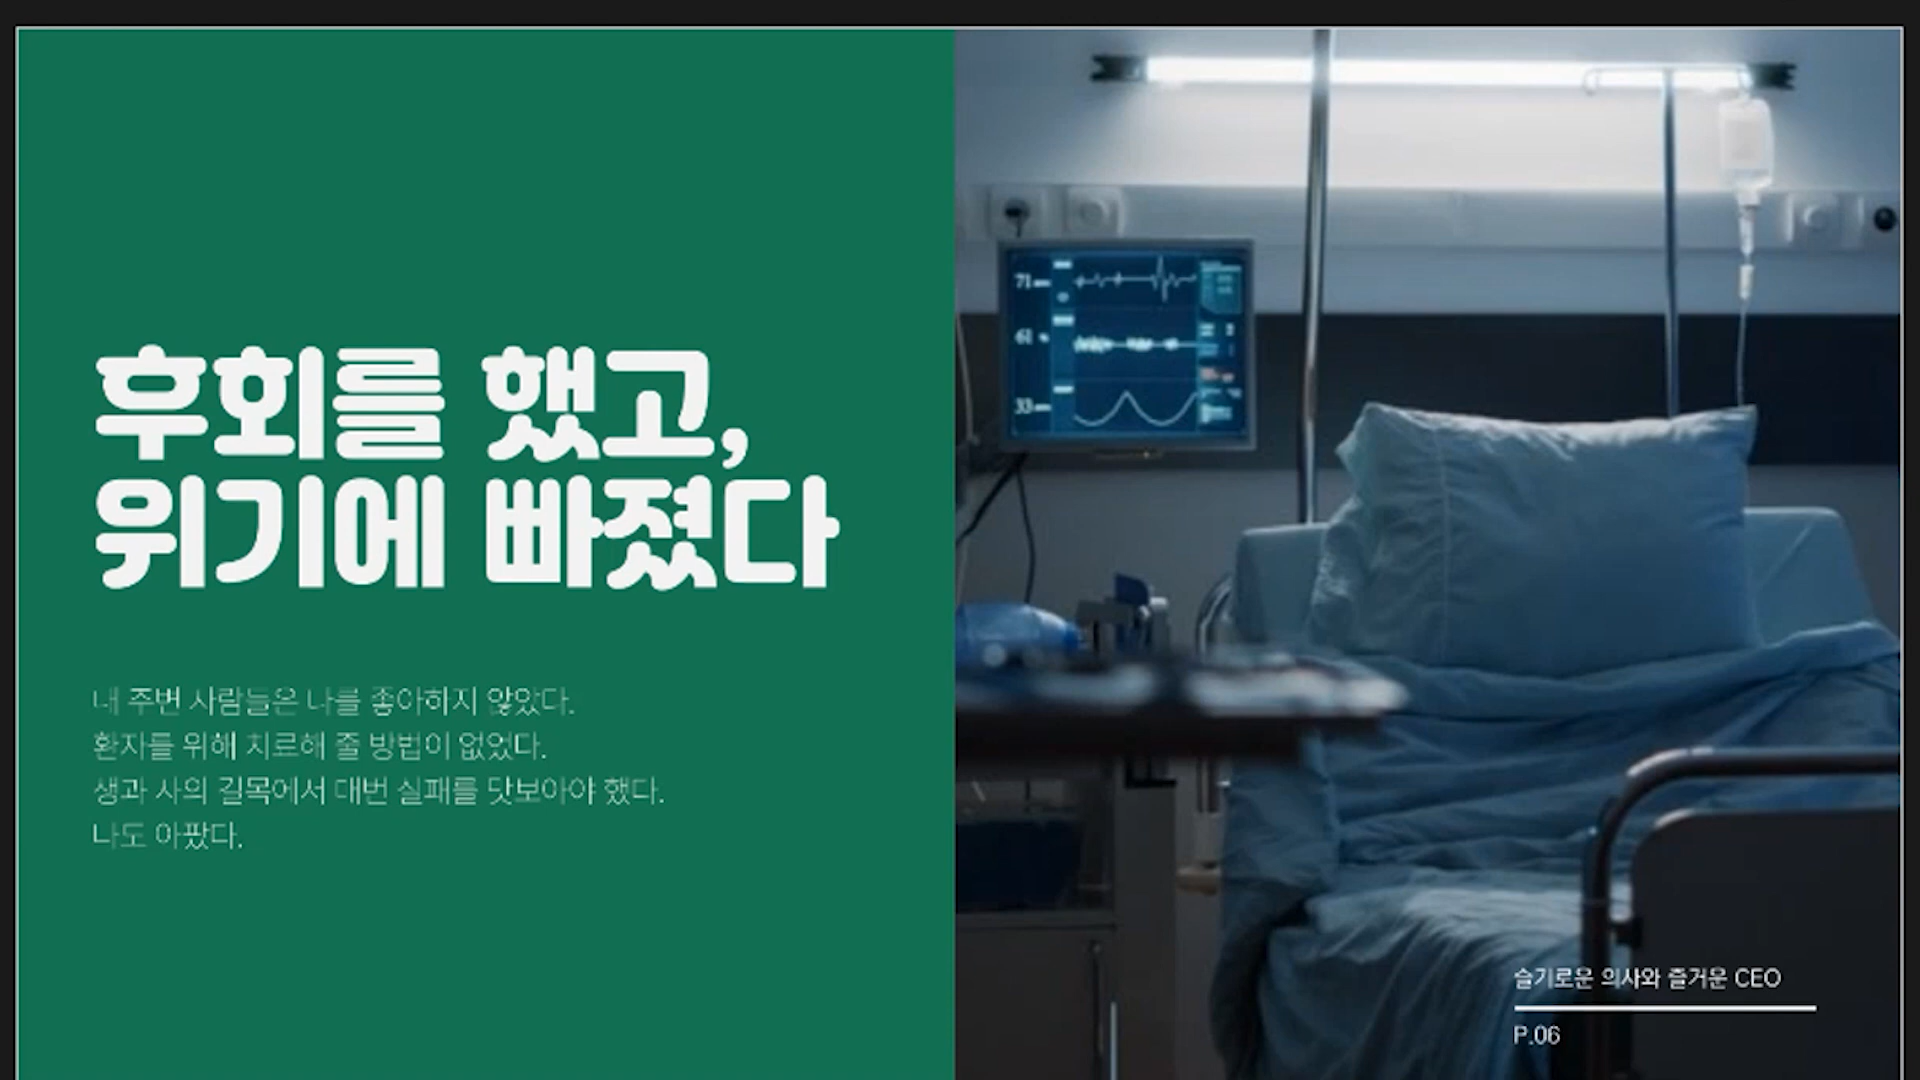 후회를 했고,
위기에 빠졌다
내 주변 사람들은 나를 좋아하지 않았다.
환자를 위해 치료해 줄 방법이 없었다.
생과 사의 길목에서 대번 실패를 맛보아야 했다.
나도 아팠다.
71
61
33
슬기로운 의사와 즐거운 CEO
P.06